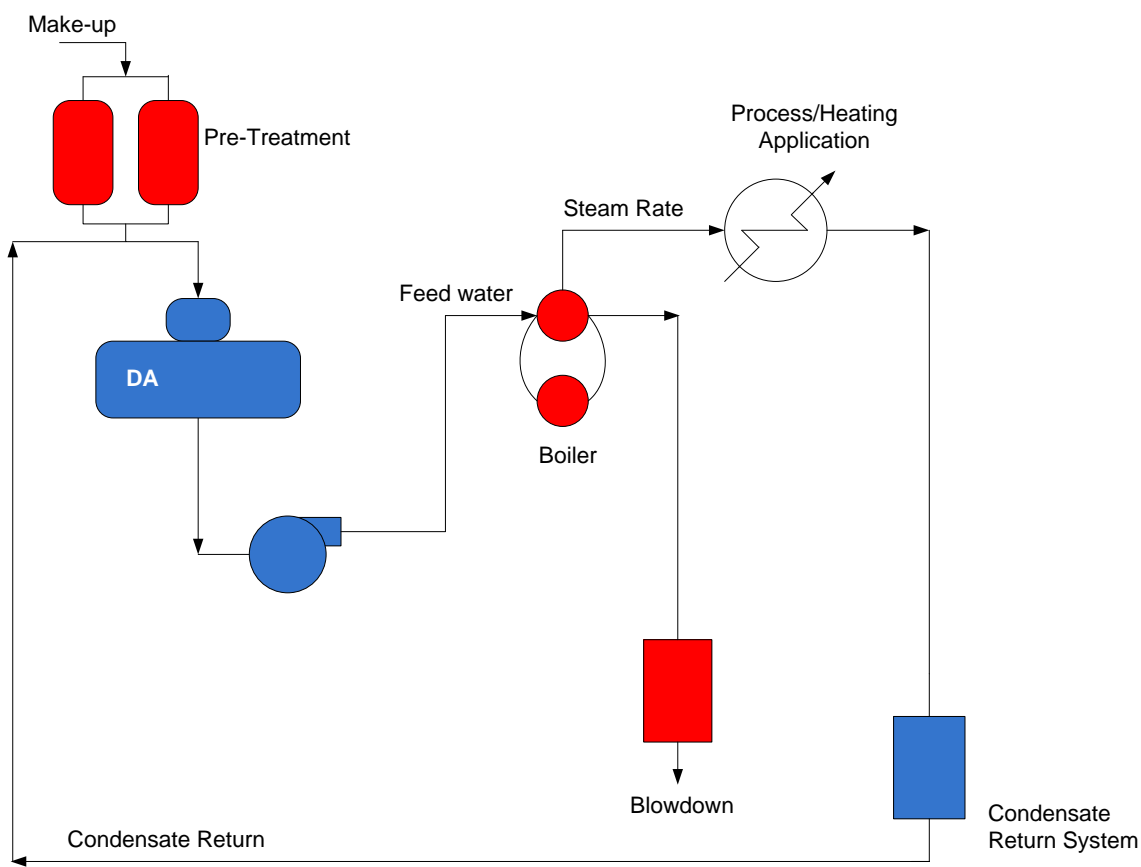 Make-up
Pre-Treatment
Process/Heating
Application
Steam Rate
Feed water
DA
Boiler
Blowdown
Condensate
Return System
Condensate Return